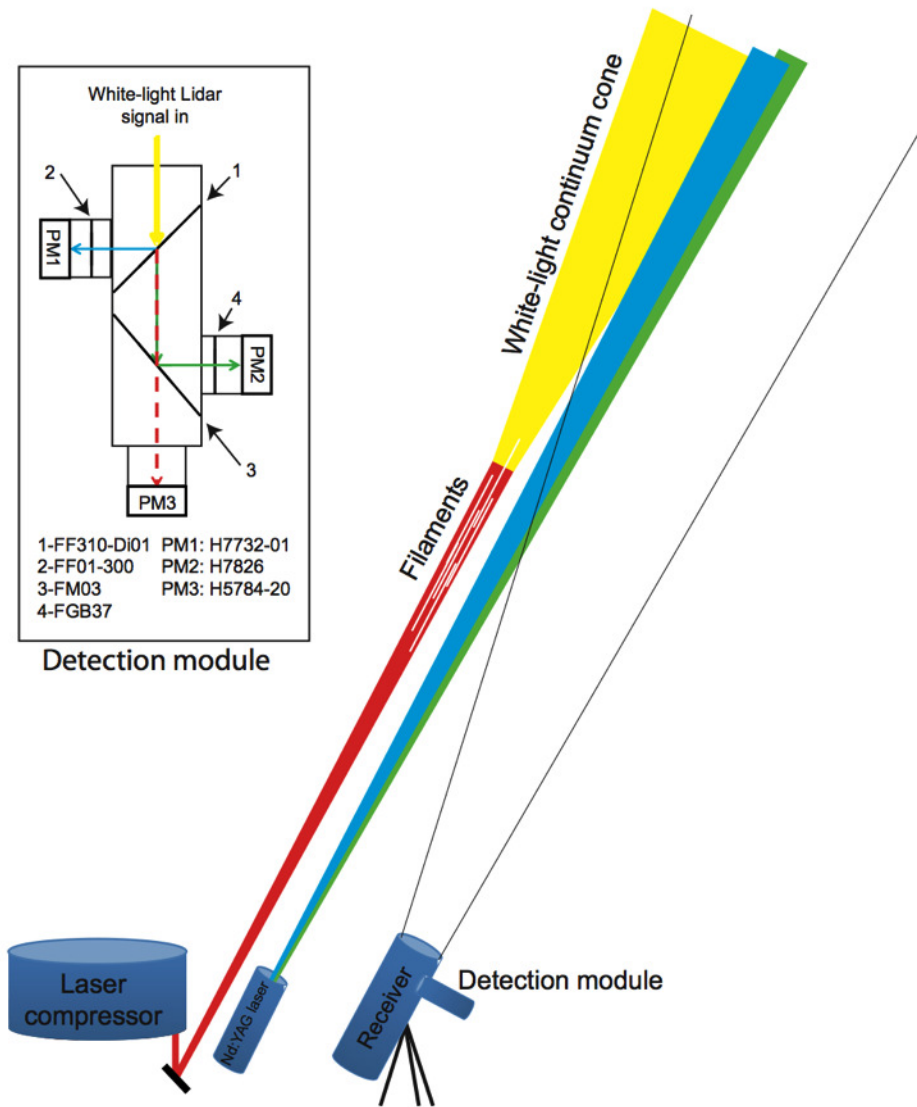 White-light Lidar
signal in
2
1
PM1
4
PM2
3
PM3
1-FF310-Di01 PM1: H7732-01
2-FF01-300 PM2: H7826
3-FM03 PM3: H5784-20
4-FGB37
Detection module
White-light continuum cone
Filaments
Laser
compressor
Nd:YAG laser
Receiver
Detection module